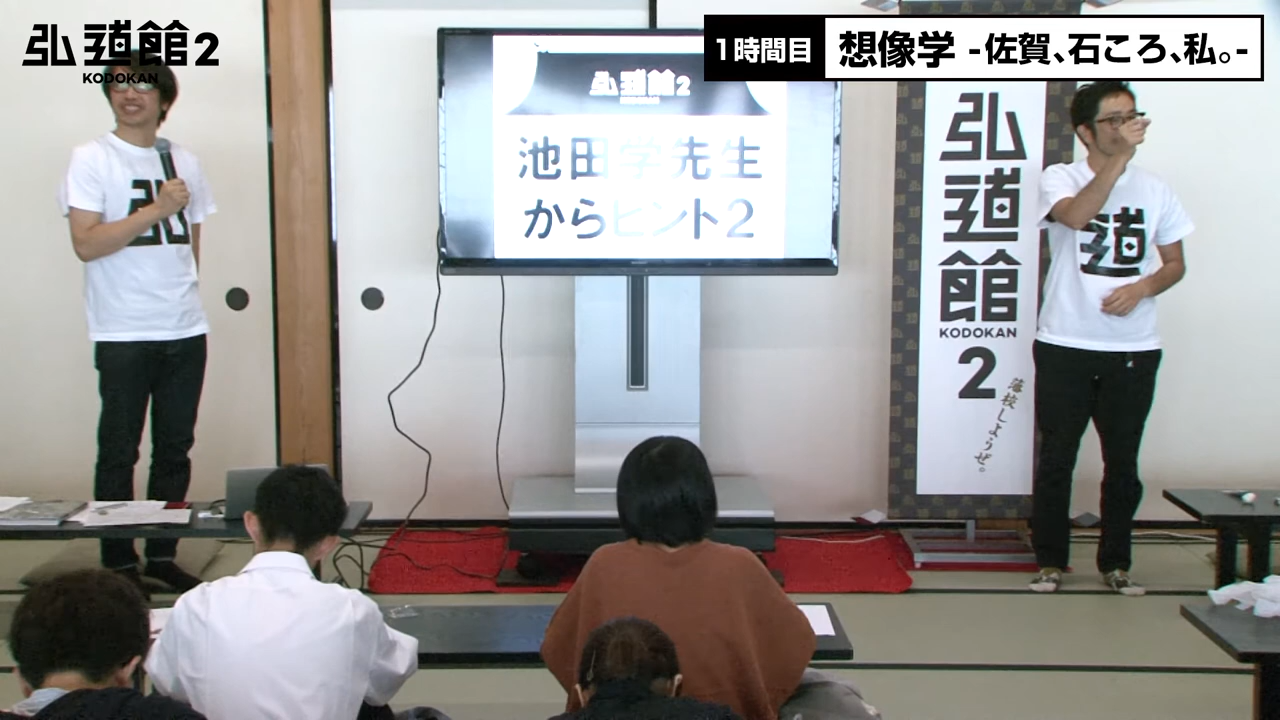 弘道館2
KODOKAN
1時間目 想像学 -佐賀、石ころ、私。-
弘道館2
池田学先生
からヒント2
弘
道
弘
道
館
KODOKAN
2
落校しようぜ。